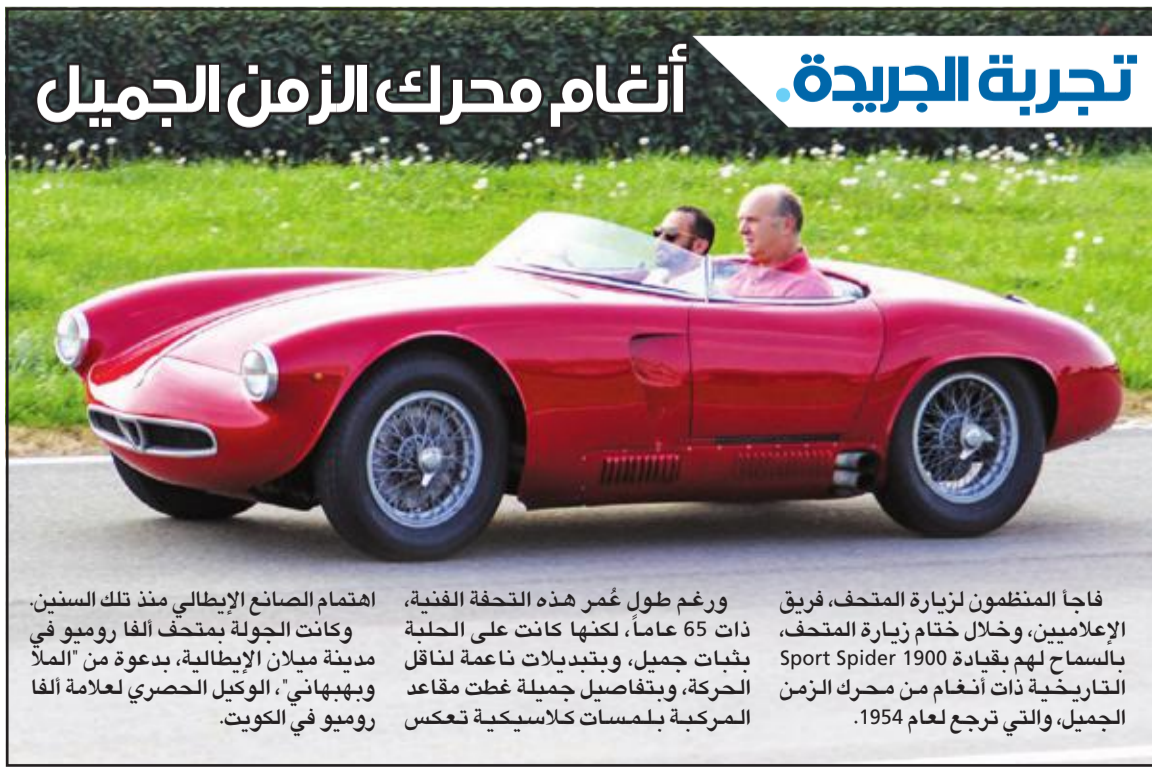 تجربة الجريدة.
أنغام محرك الزمن الجميل
فاجأ المنظمون لزيارة المتحف، فريق
الإعلاميين، وخلال ختام زيارة المتحف،
بالسماح لهم بقيادة 1900 Sport Spider
التاريخية ذات أنغام من محرك الزمن
الجميل، والتي ترجع لعام 1954.
ورغم طول عُمر هذه التحفة الفنية،
ذات 65 عاماً، لكنها كانت على الحلبة
بثبات جميل، وبتبديلات ناعمة لناقل
الحركة، وبتفاصيل جميلة غطت مقاعد
المركبة بلمسات كلاسيكية تعكس
اهتمام الصانع الإيطالي منذ تلك السنين.
وكانت الجولة بمتحف ألفا روميو في
مدينة ميلان الإيطالية، بدعوة من "الملا
وبهبهاني"، الوكيل الحصري لعلامة ألفا
روميو في الكويت.